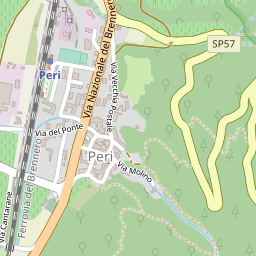 SP57
Peri
Via Nazionale del Brennero
Via Vecchia Postale
Via del Ponte
Peri
Via Molino
Ferrovia del Brennero
Via Cantarane